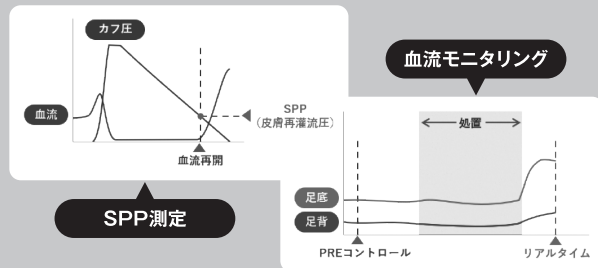 カフ圧
血流
SPP
(皮膚再灌流圧)
血流再開
SPP測定
血流モニタリング
処置
足底
足背
PREコントロール
リアルタイム